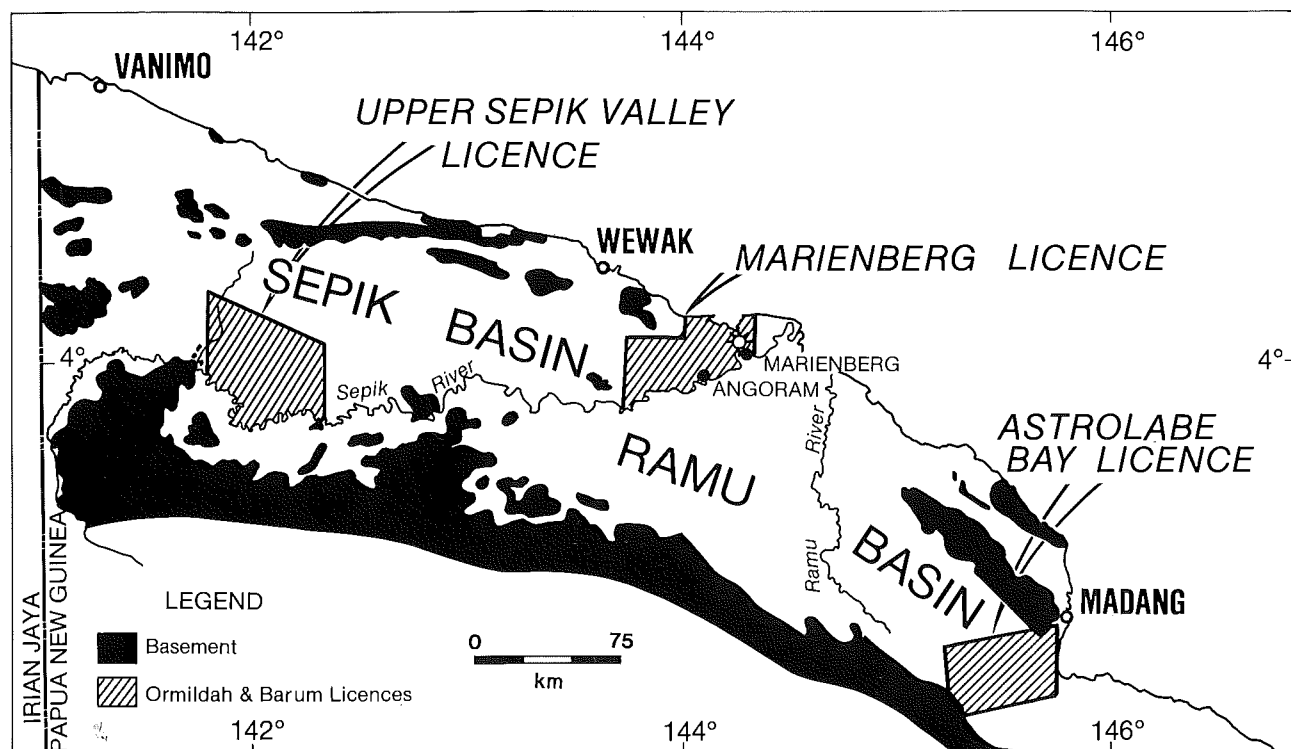 142°
144°
146°
VANIMO
UPPER SEPIK VALLEY
LICENCE
WEWAK
MARIENBERG LICENCE
SEPIK
BASIN
4°
4°
MARIENBERG
ANGORAM
Sepik
River
ASTROLABE
BAY LICENCE
RAMU
River
BASIN
Ramu
MADANG
IRIAN JAYA
PAPUA NEW GUINEA
LEGEND
Basement
Ormildah & Barum Licences
0
75
km
142°
144°
146°